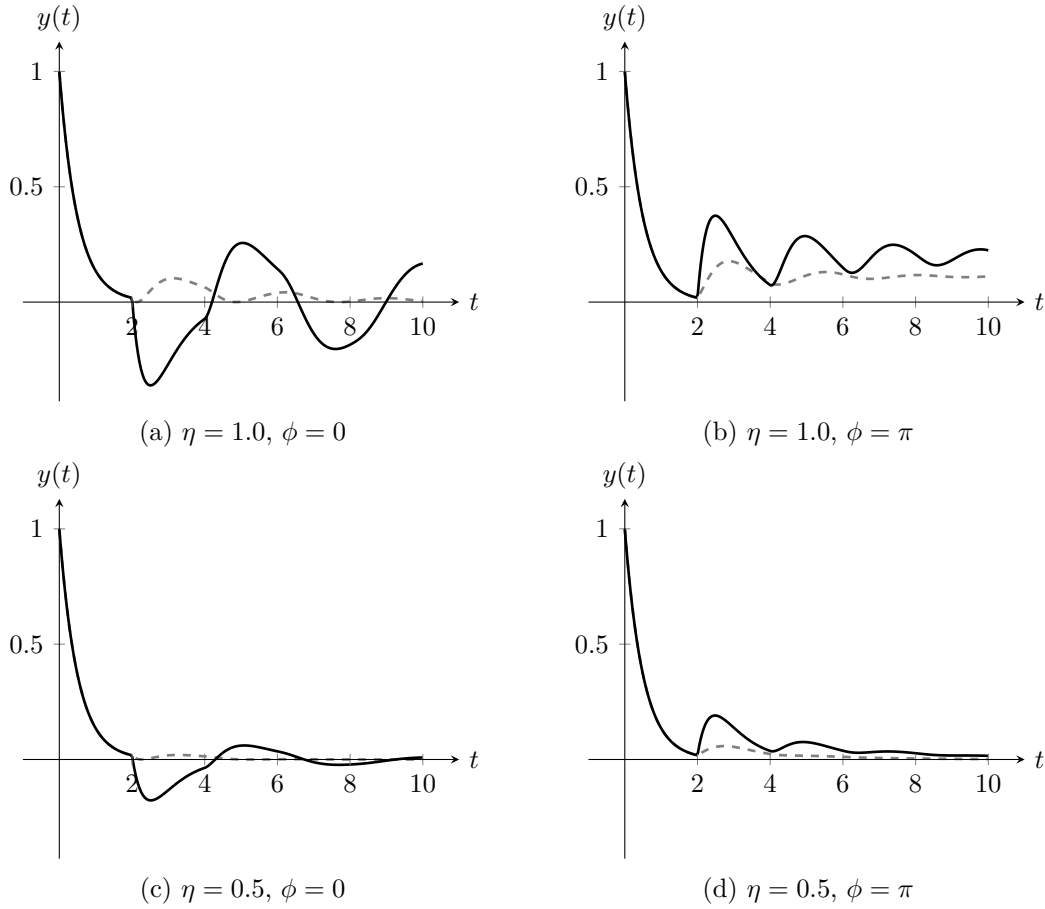 y(t)
1
0.5
2 4 6 8 10
t
(a) η = 1.0, ϕ = 0
y(t)
1
0.5
2 4 6 8 10
t
(b) η = 1.0, ϕ = π
y(t)
1
0.5
2 4 6 8 10
t
(c) η = 0.5, ϕ = 0
y(t)
1
0.5
2 4 6 8 10
t
(d) η = 0.5, ϕ = π